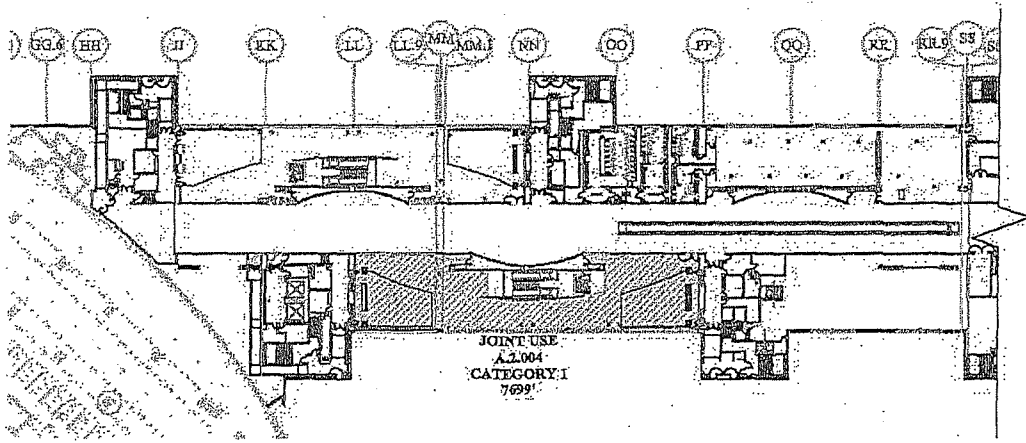 GG.6 HH JJ KK LL LL.9 MM MM.1 NN OO PP QQ RR RR.9 SS
JOINT USE
A.2.004
CATEGORY 1
7699'